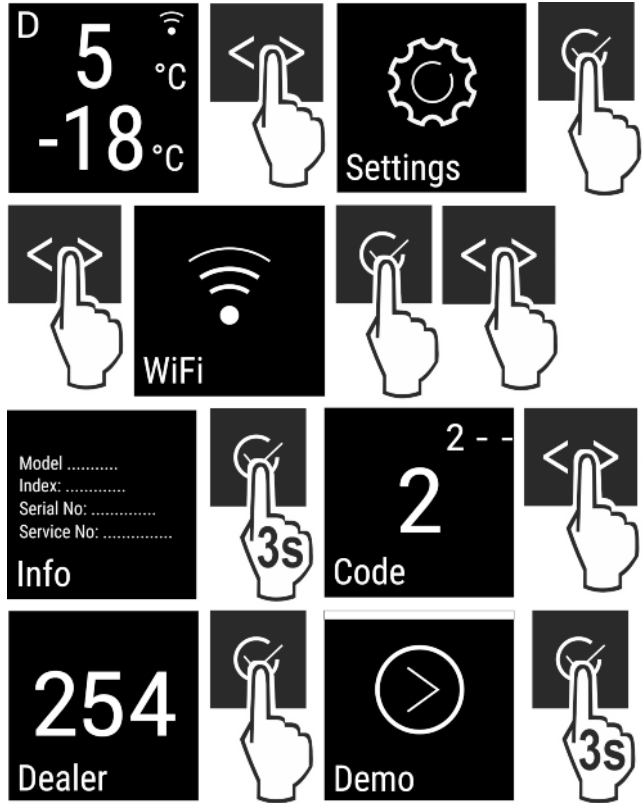 D
5 °C
-18 °C
Settings
WiFi
Model ...........
Index: .............
Serial No: ..............
Service No: ...............
Info
3s
2 - -
2
Code
254
Dealer
Demo
3s